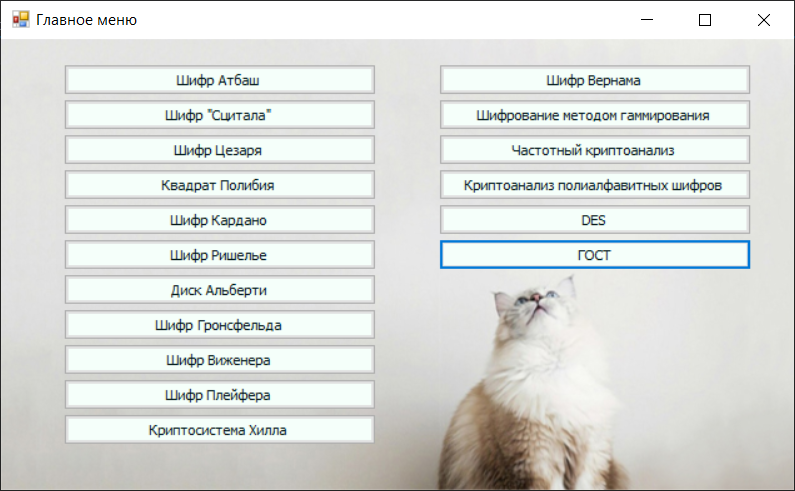 Главное меню
Шифр Атбаш
Шифр "Сцитала"
Шифр Цезаря
Квадрат Полибия
Шифр Кардано
Шифр Ришелье
Диск Альберти
Шифр Гронсфельда
Шифр Виженера
Шифр Плейфера
Криптосистема Хилла
Шифр Вернама
Шифрование методом гаммирования
Частотный криптоанализ
Криптоанализ полиалфавитных шифров
DES
ГОСТ